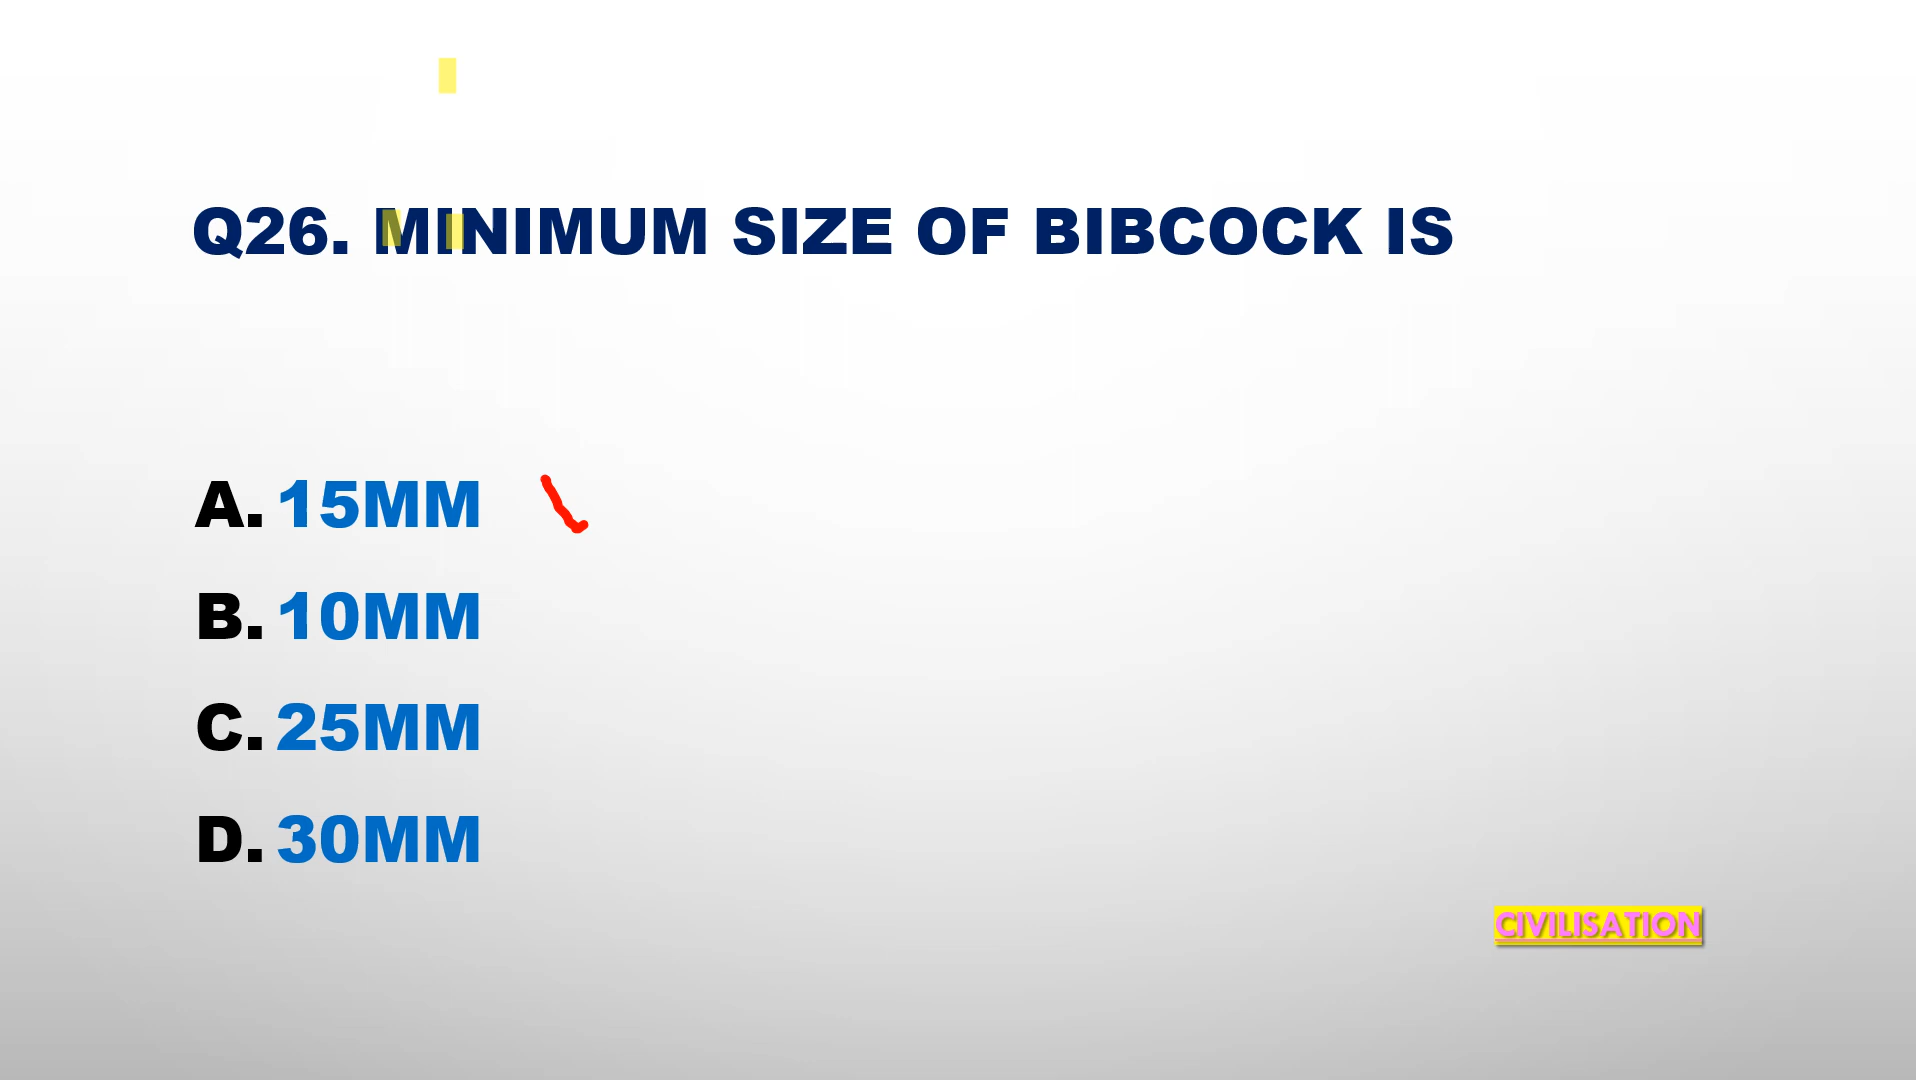 Q26. MINIMUM SIZE OF BIBCOCK IS
A. 15MM
B. 10MM
C. 25MM
D. 30MM
CIVILISATION